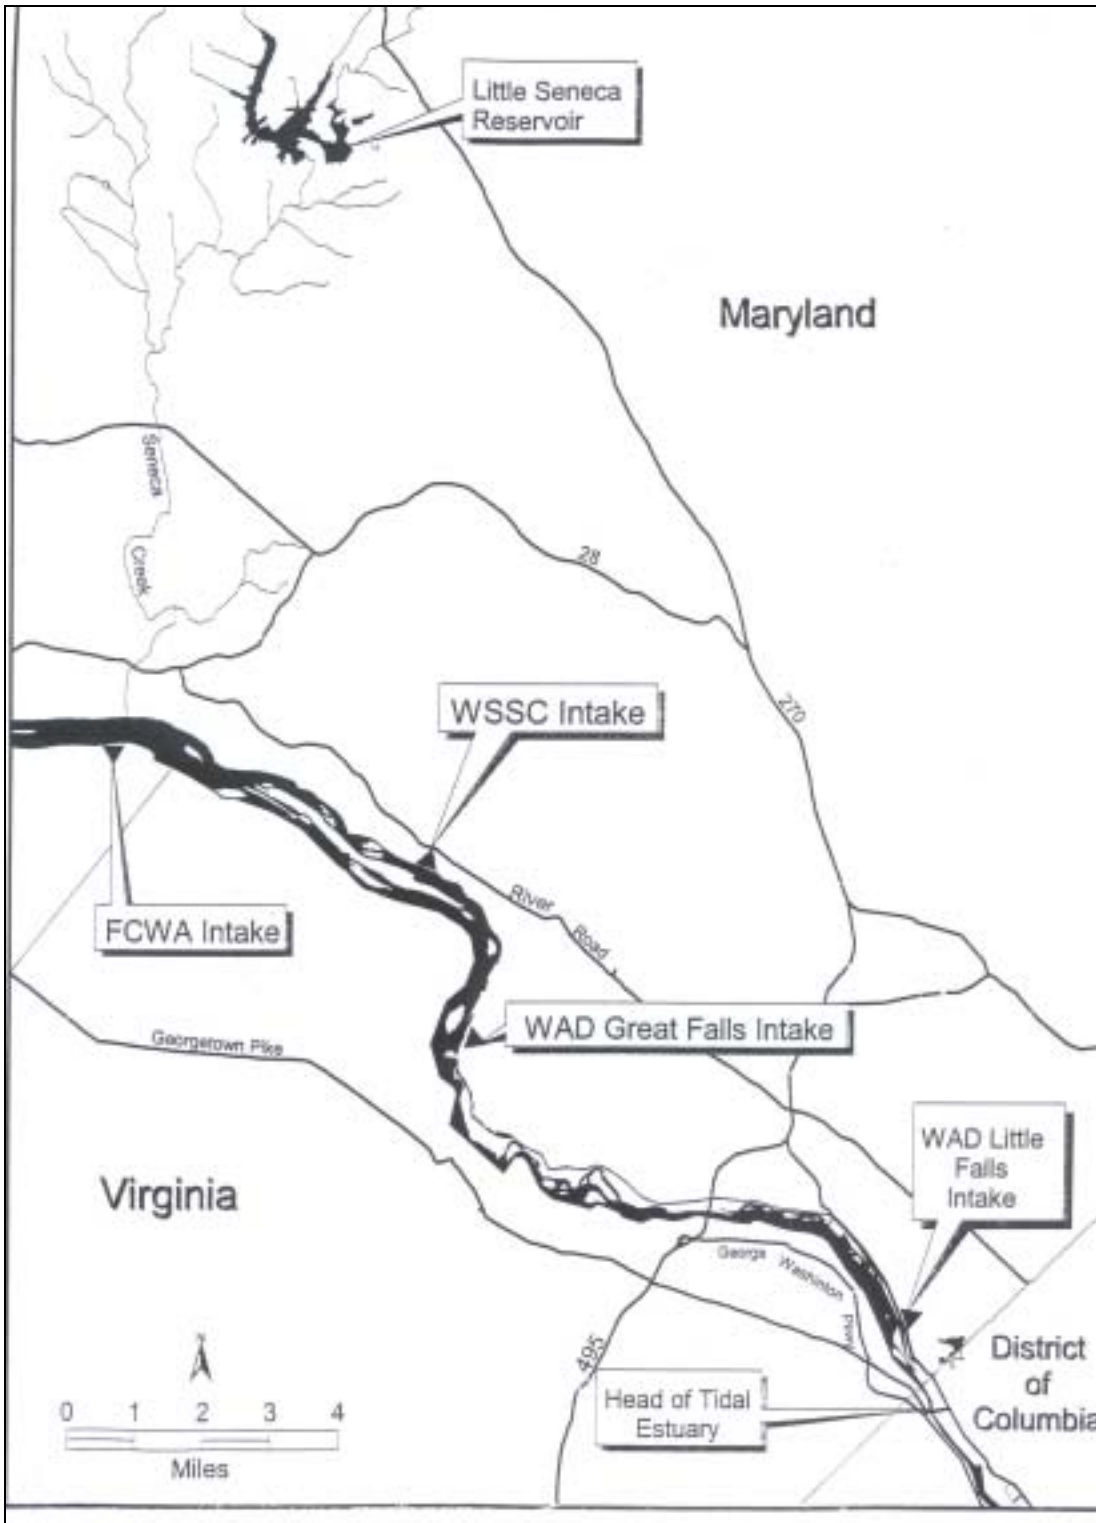 Little Seneca
Reservoir
Maryland
Seneca
Creek
28
270
WSSC Intake
River
Road
FCWA Intake
WAD Great Falls Intake
Georgetown Pike
WAD Little
Falls
Intake
Virginia
George
Washinton
Pkwy
495
N
District
of
Columbia
Head of Tidal
Estuary
0 1 2 3 4
Miles